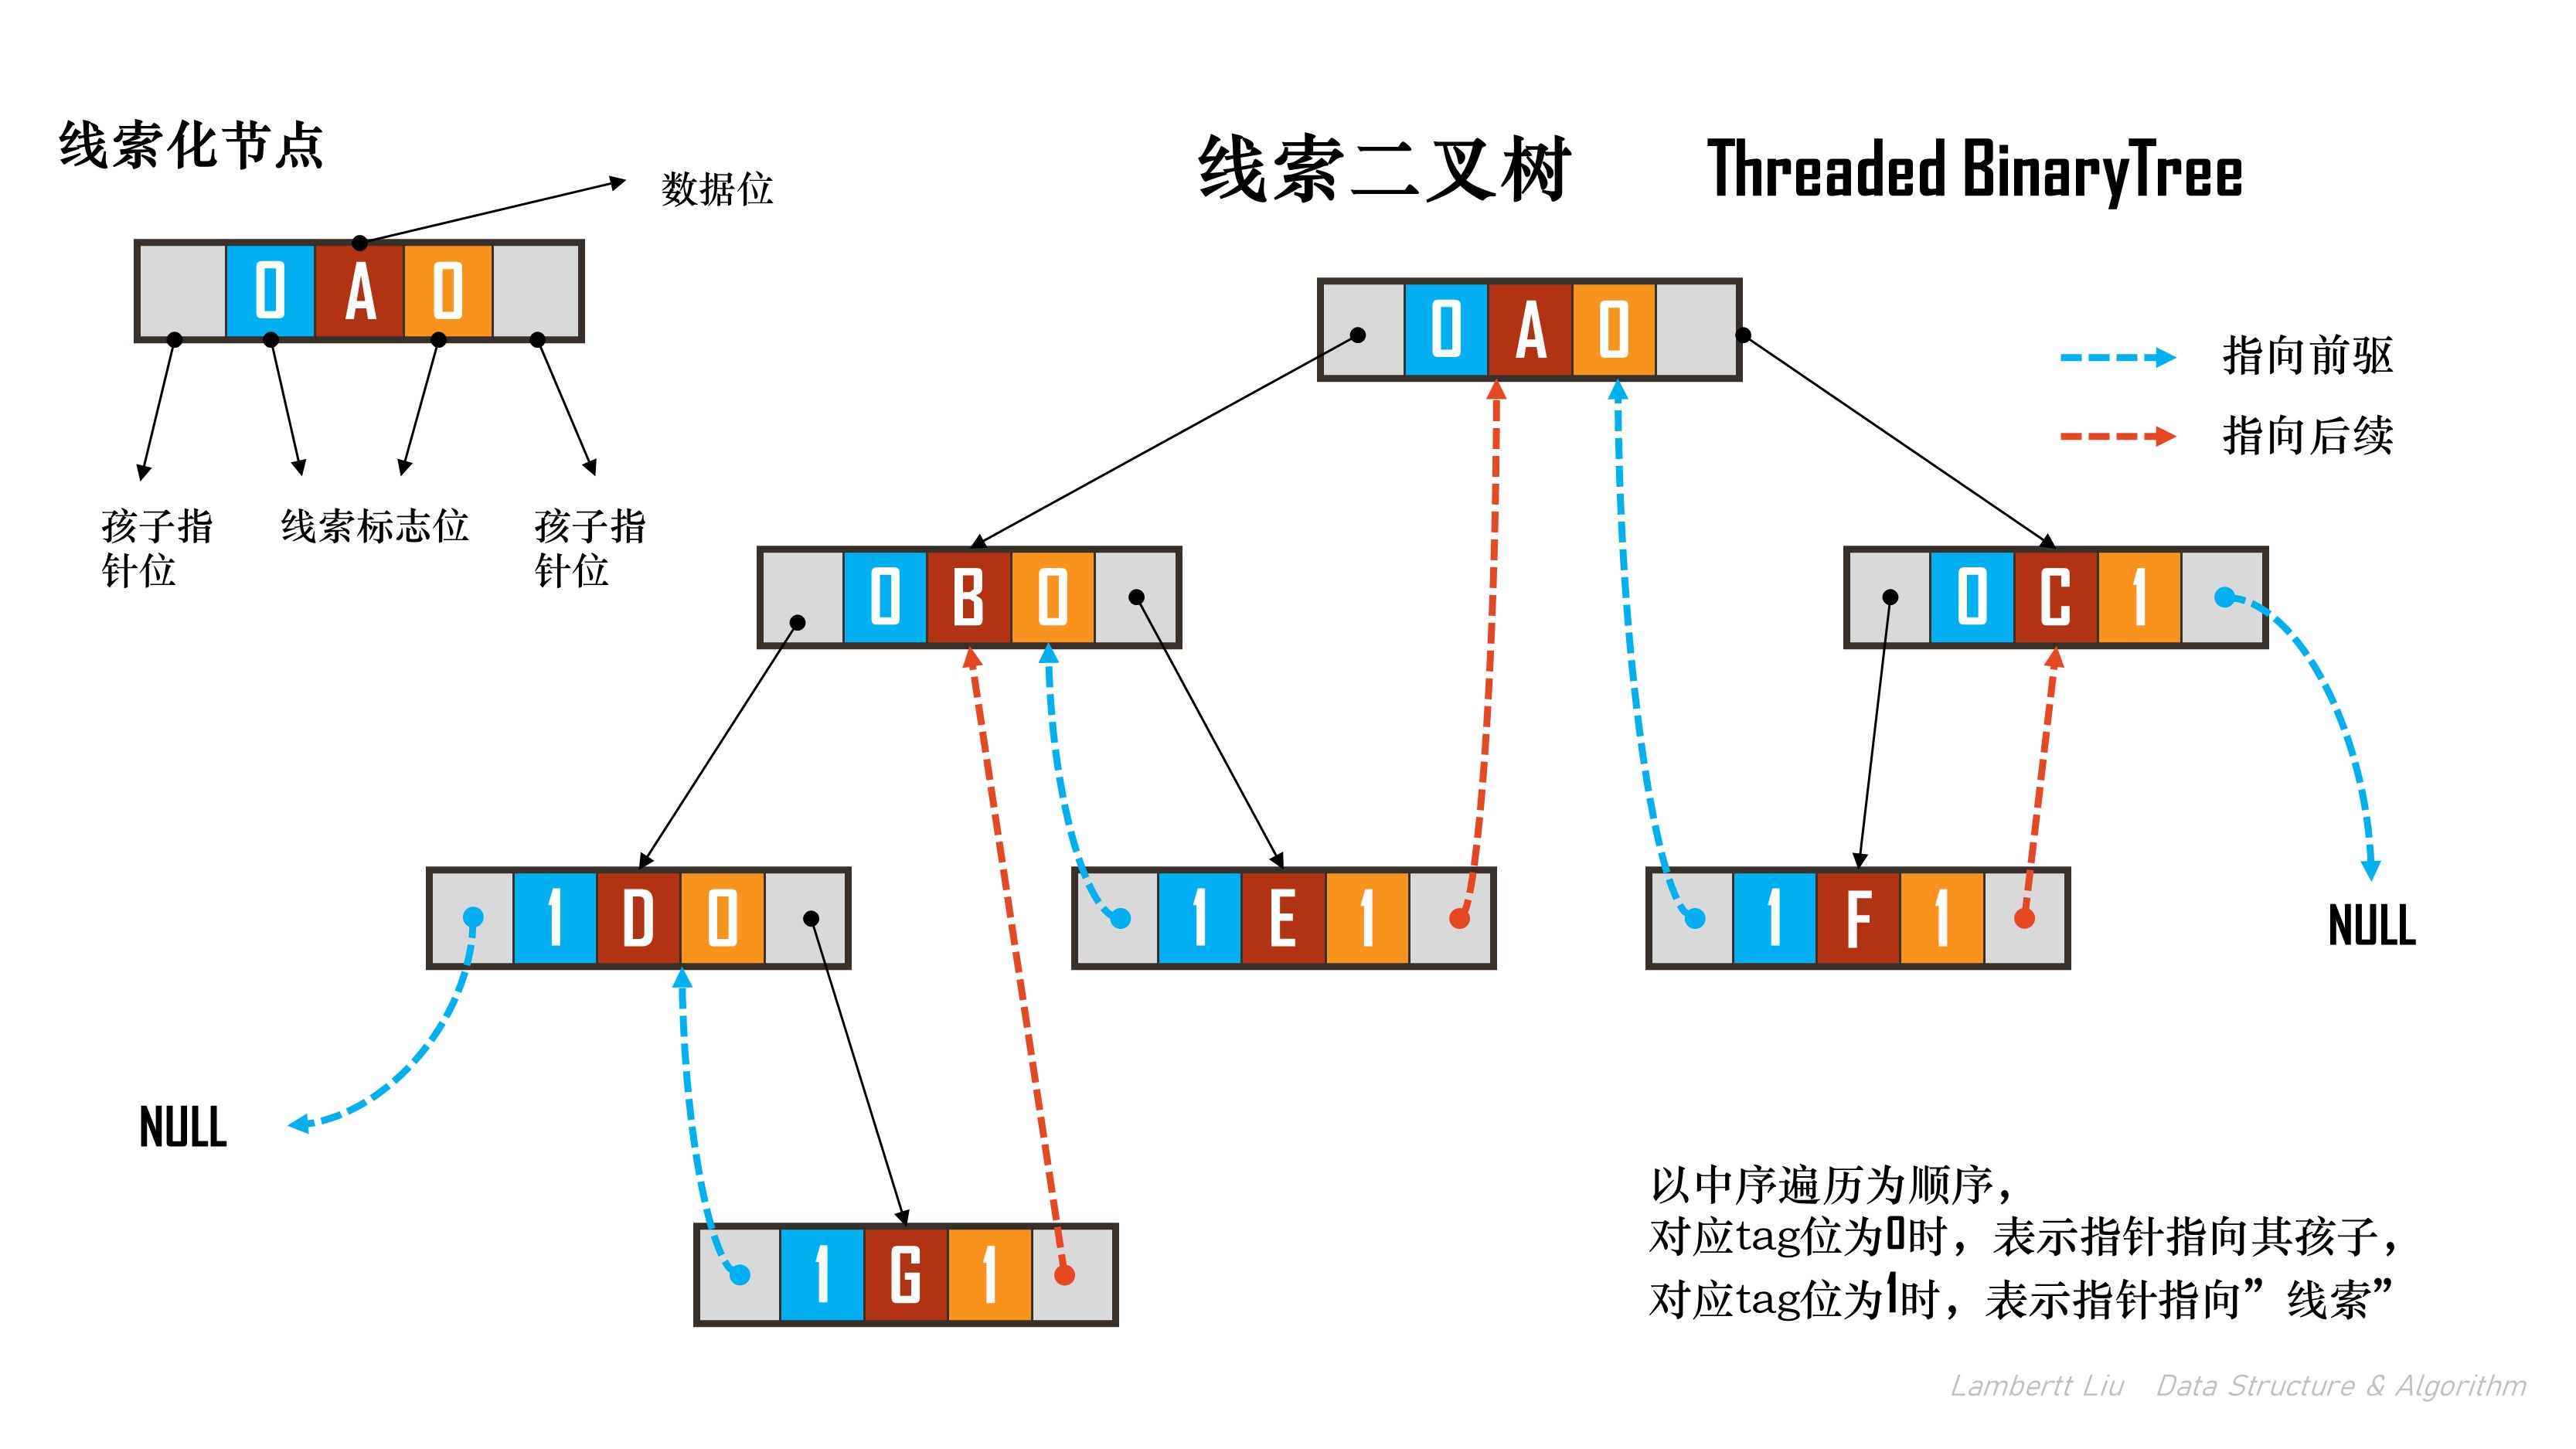 线索化节点
线索二叉树 Threaded BinaryTree
数据位
0 A 0
孩子指
针位
线索标志位
孩子指
针位
0 A 0
指向前驱
指向后续
0 B 0
0 C 1
1 D 0
1 E 1
1 F 1
NULL
NULL
1 G 1
以中序遍历为顺序，
对应tag位为0时，表示指针指向其孩子，
对应tag位为1时，表示指针指向”线索”
Lambertt Liu Data Structure & Algorithm